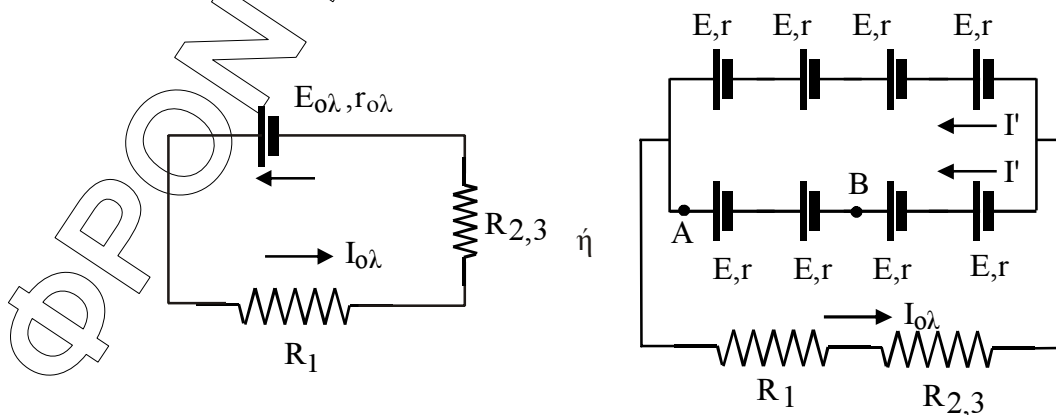 E,r E,r E,r E,r
Eολ,rολ
I'
I'
B
A
R2,3
ή
Iολ
E,r E,r E,r E,r
Iολ
R1
R1 R2,3
ΦΡΟΝ